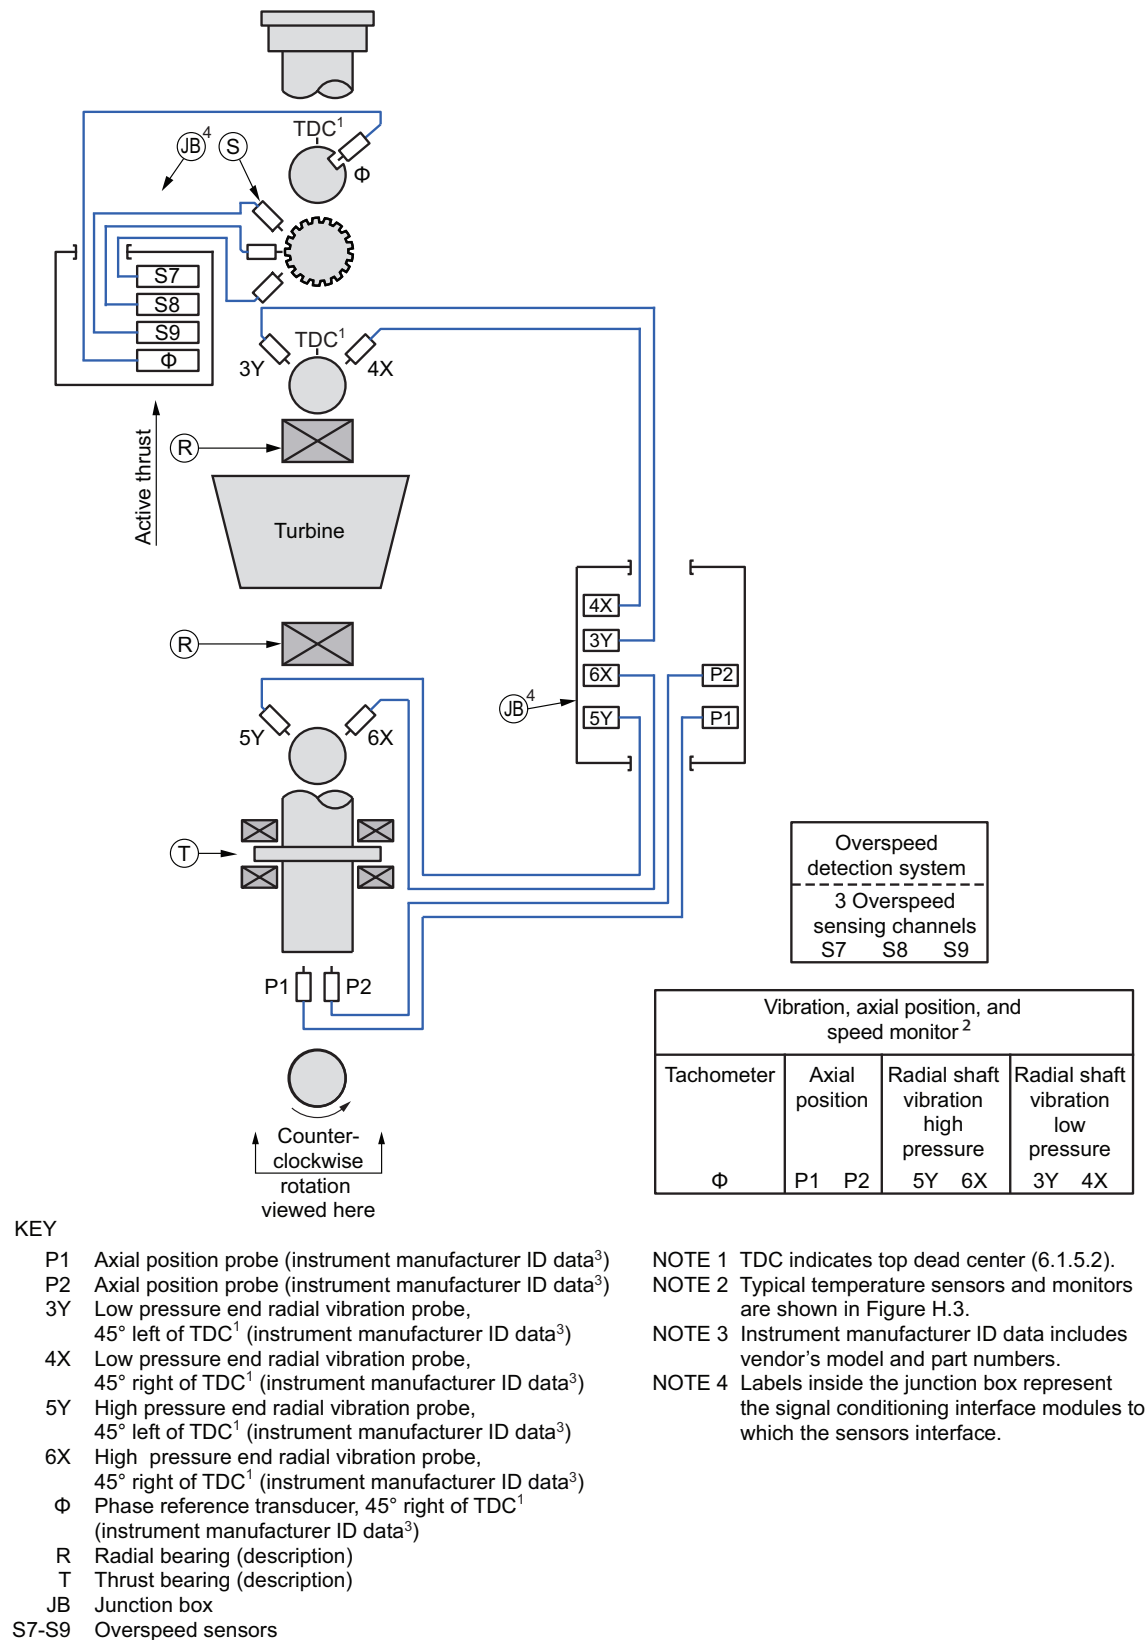 TDC1
JB4
S
Φ
S7
S8
S9
Φ
TDC1
3Y
4X
Active thrust
R
Turbine
4X
3Y
R
6X
P2
JB4
5Y
P1
5Y
6X
T
Overspeed
detection system
3 Overspeed
sensing channels
S7 S8 S9
P1
P2
Vibration, axial position, and
speed monitor 2
Tachometer
Φ
Axial
position
P1 P2
Radial shaft
vibration
high
pressure
5Y 6X
Radial shaft
vibration
low
pressure
3Y 4X
Counter-
clockwise
rotation
viewed here
KEY
P1 Axial position probe (instrument manufacturer ID data3)
P2 Axial position probe (instrument manufacturer ID data3)
3Y Low pressure end radial vibration probe,
45° left of TDC1 (instrument manufacturer ID data3)
4X Low pressure end radial vibration probe,
45° right of TDC1 (instrument manufacturer ID data3)
5Y High pressure end radial vibration probe,
45° left of TDC1 (instrument manufacturer ID data3)
6X High pressure end radial vibration probe,
45° right of TDC1 (instrument manufacturer ID data3)
Φ Phase reference transducer, 45° right of TDC1
(instrument manufacturer ID data3)
R Radial bearing (description)
T Thrust bearing (description)
JB Junction box
S7-S9 Overspeed sensors
NOTE 1 TDC indicates top dead center (6.1.5.2).
NOTE 2 Typical temperature sensors and monitors
are shown in Figure H.3.
NOTE 3 Instrument manufacturer ID data includes
vendor's model and part numbers.
NOTE 4 Labels inside the junction box represent
the signal conditioning interface modules to
which the sensors interface.